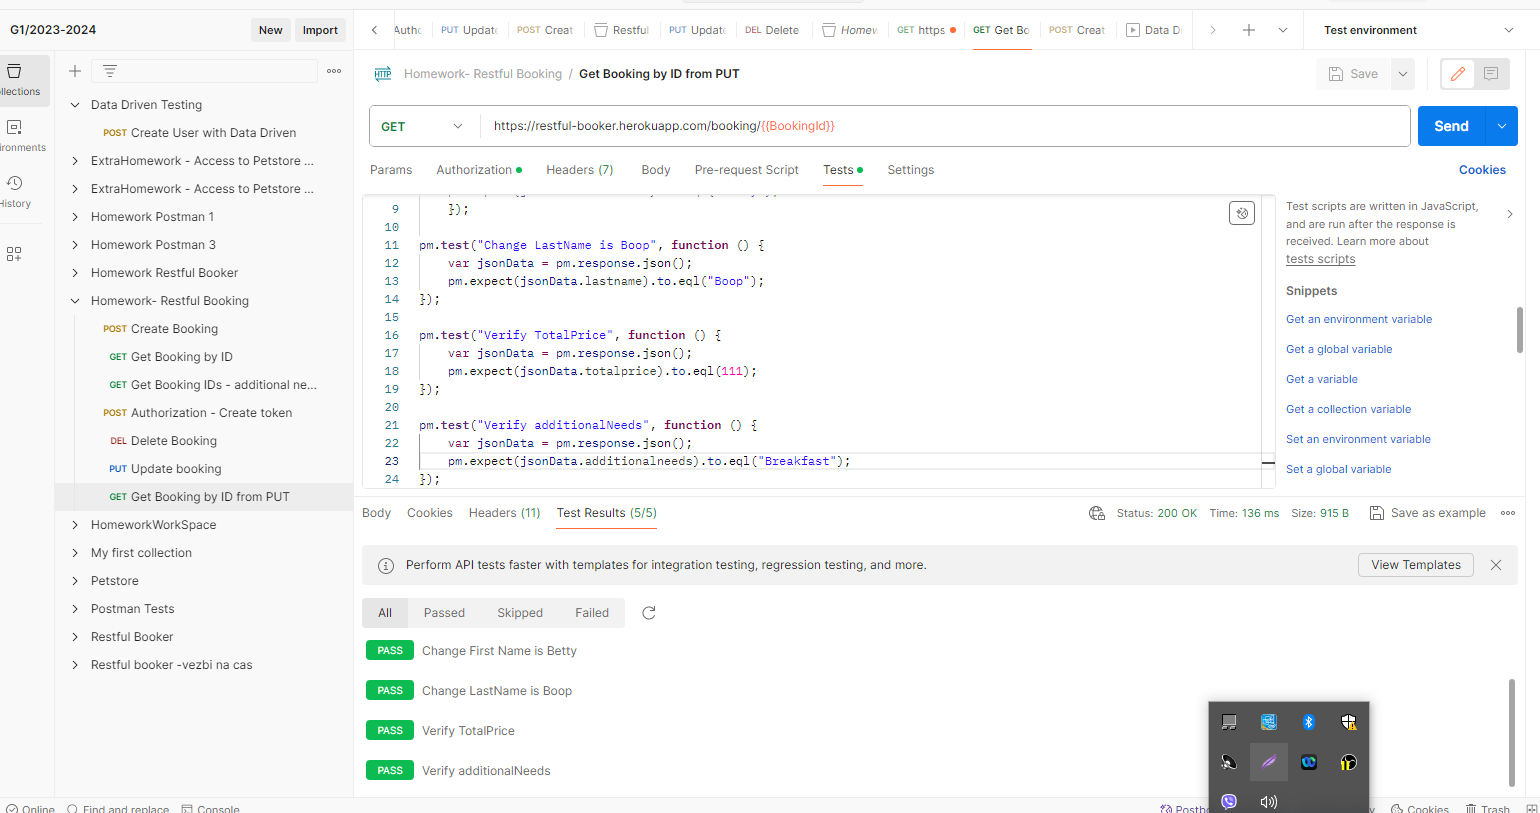 G1/2023-2024
New
Import
PUT Update
POST Creat
Restful
PUT Update
DEL Delete
Homew
GET https
GET Get Bo
POST Creat
Data D
Test environment
Homework- Restful Booking / Get Booking by ID from PUT
Save
GET
https://restful-booker.herokuapp.com/booking/{{BookingId}}
Send
Params
Authorization
Headers (7)
Body
Pre-request Script
Tests
Settings
Cookies
llections
ironments
History
Data Driven Testing
POST Create User with Data Driven
ExtraHomework - Access to Petstore ...
ExtraHomework - Access to Petstore ...
Homework Postman 1
Homework Postman 3
Homework Restful Booker
Homework- Restful Booking
POST Create Booking
GET Get Booking by ID
GET Get Booking IDs - additional ne...
POST Authorization - Create token
DEL Delete Booking
PUT Update booking
GET Get Booking by ID from PUT
HomeworkWorkSpace
My first collection
Petstore
Postman Tests
Restful Booker
Restful booker -vezbi na cas
9 });
10
11 pm.test("Change LastName is Boop", function () {
12 var jsonData = pm.response.json();
13 pm.expect(jsonData.lastname).to.eql("Boop");
14 });
15
16 pm.test("Verify TotalPrice", function () {
17 var jsonData = pm.response.json();
18 pm.expect(jsonData.totalprice).to.eql(111);
19 });
20
21 pm.test("Verify additionalNeeds", function () {
22 var jsonData = pm.response.json();
23 pm.expect(jsonData.additionalneeds).to.eql("Breakfast");
24 });
Test scripts are written in JavaScript,
and are run after the response is
received. Learn more about
tests scripts
Snippets
Get an environment variable
Get a global variable
Get a variable
Get a collection variable
Set an environment variable
Set a global variable
Body
Cookies
Headers (11)
Test Results (5/5)
Status: 200 OK
Time: 136 ms
Size: 915 B
Save as example
Perform API tests faster with templates for integration testing, regression testing, and more.
View Templates
All
Passed
Skipped
Failed
PASS Change First Name is Betty
PASS Change LastName is Boop
PASS Verify TotalPrice
PASS Verify additionalNeeds
Online
Find and replace
Console
Postb
Cookies
Trash